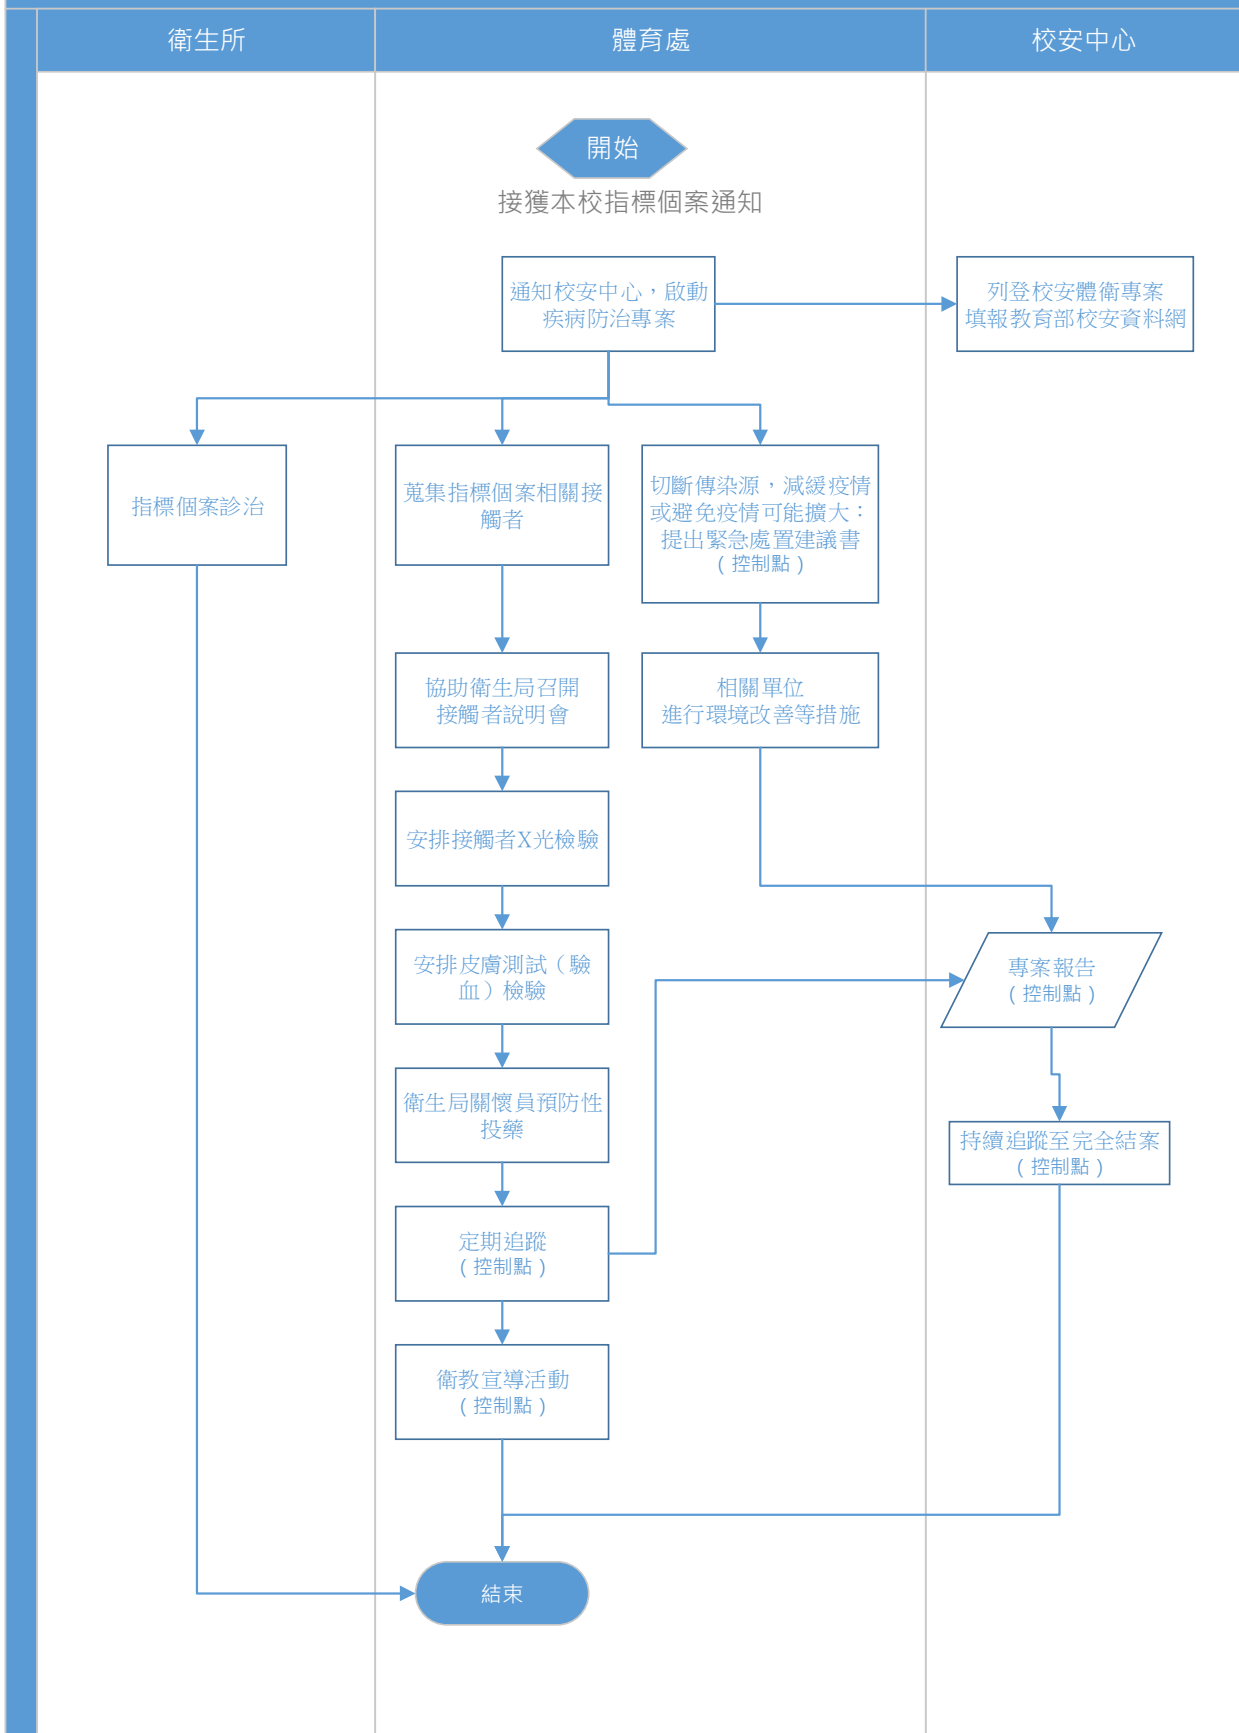 衛生所
體育處
校安中心
開始
接獲本校指標個案通知
通知校安中心，啟動
疾病防治專案
列登校安體衛專案
填報教育部校安資料網
指標個案診治
蒐集指標個案相關接
觸者
切斷傳染源，減緩疫情
或避免疫情可能擴大：
提出緊急處置建議書
（控制點）
協助衛生局召開
接觸者說明會
相關單位
進行環境改善等措施
安排接觸者X光檢驗
安排皮膚測試（驗
血）檢驗
專案報告
（控制點）
衛生局關懷員預防性
投藥
持續追蹤至完全結案
（控制點）
定期追蹤
（控制點）
衛教宣導活動
（控制點）
結束